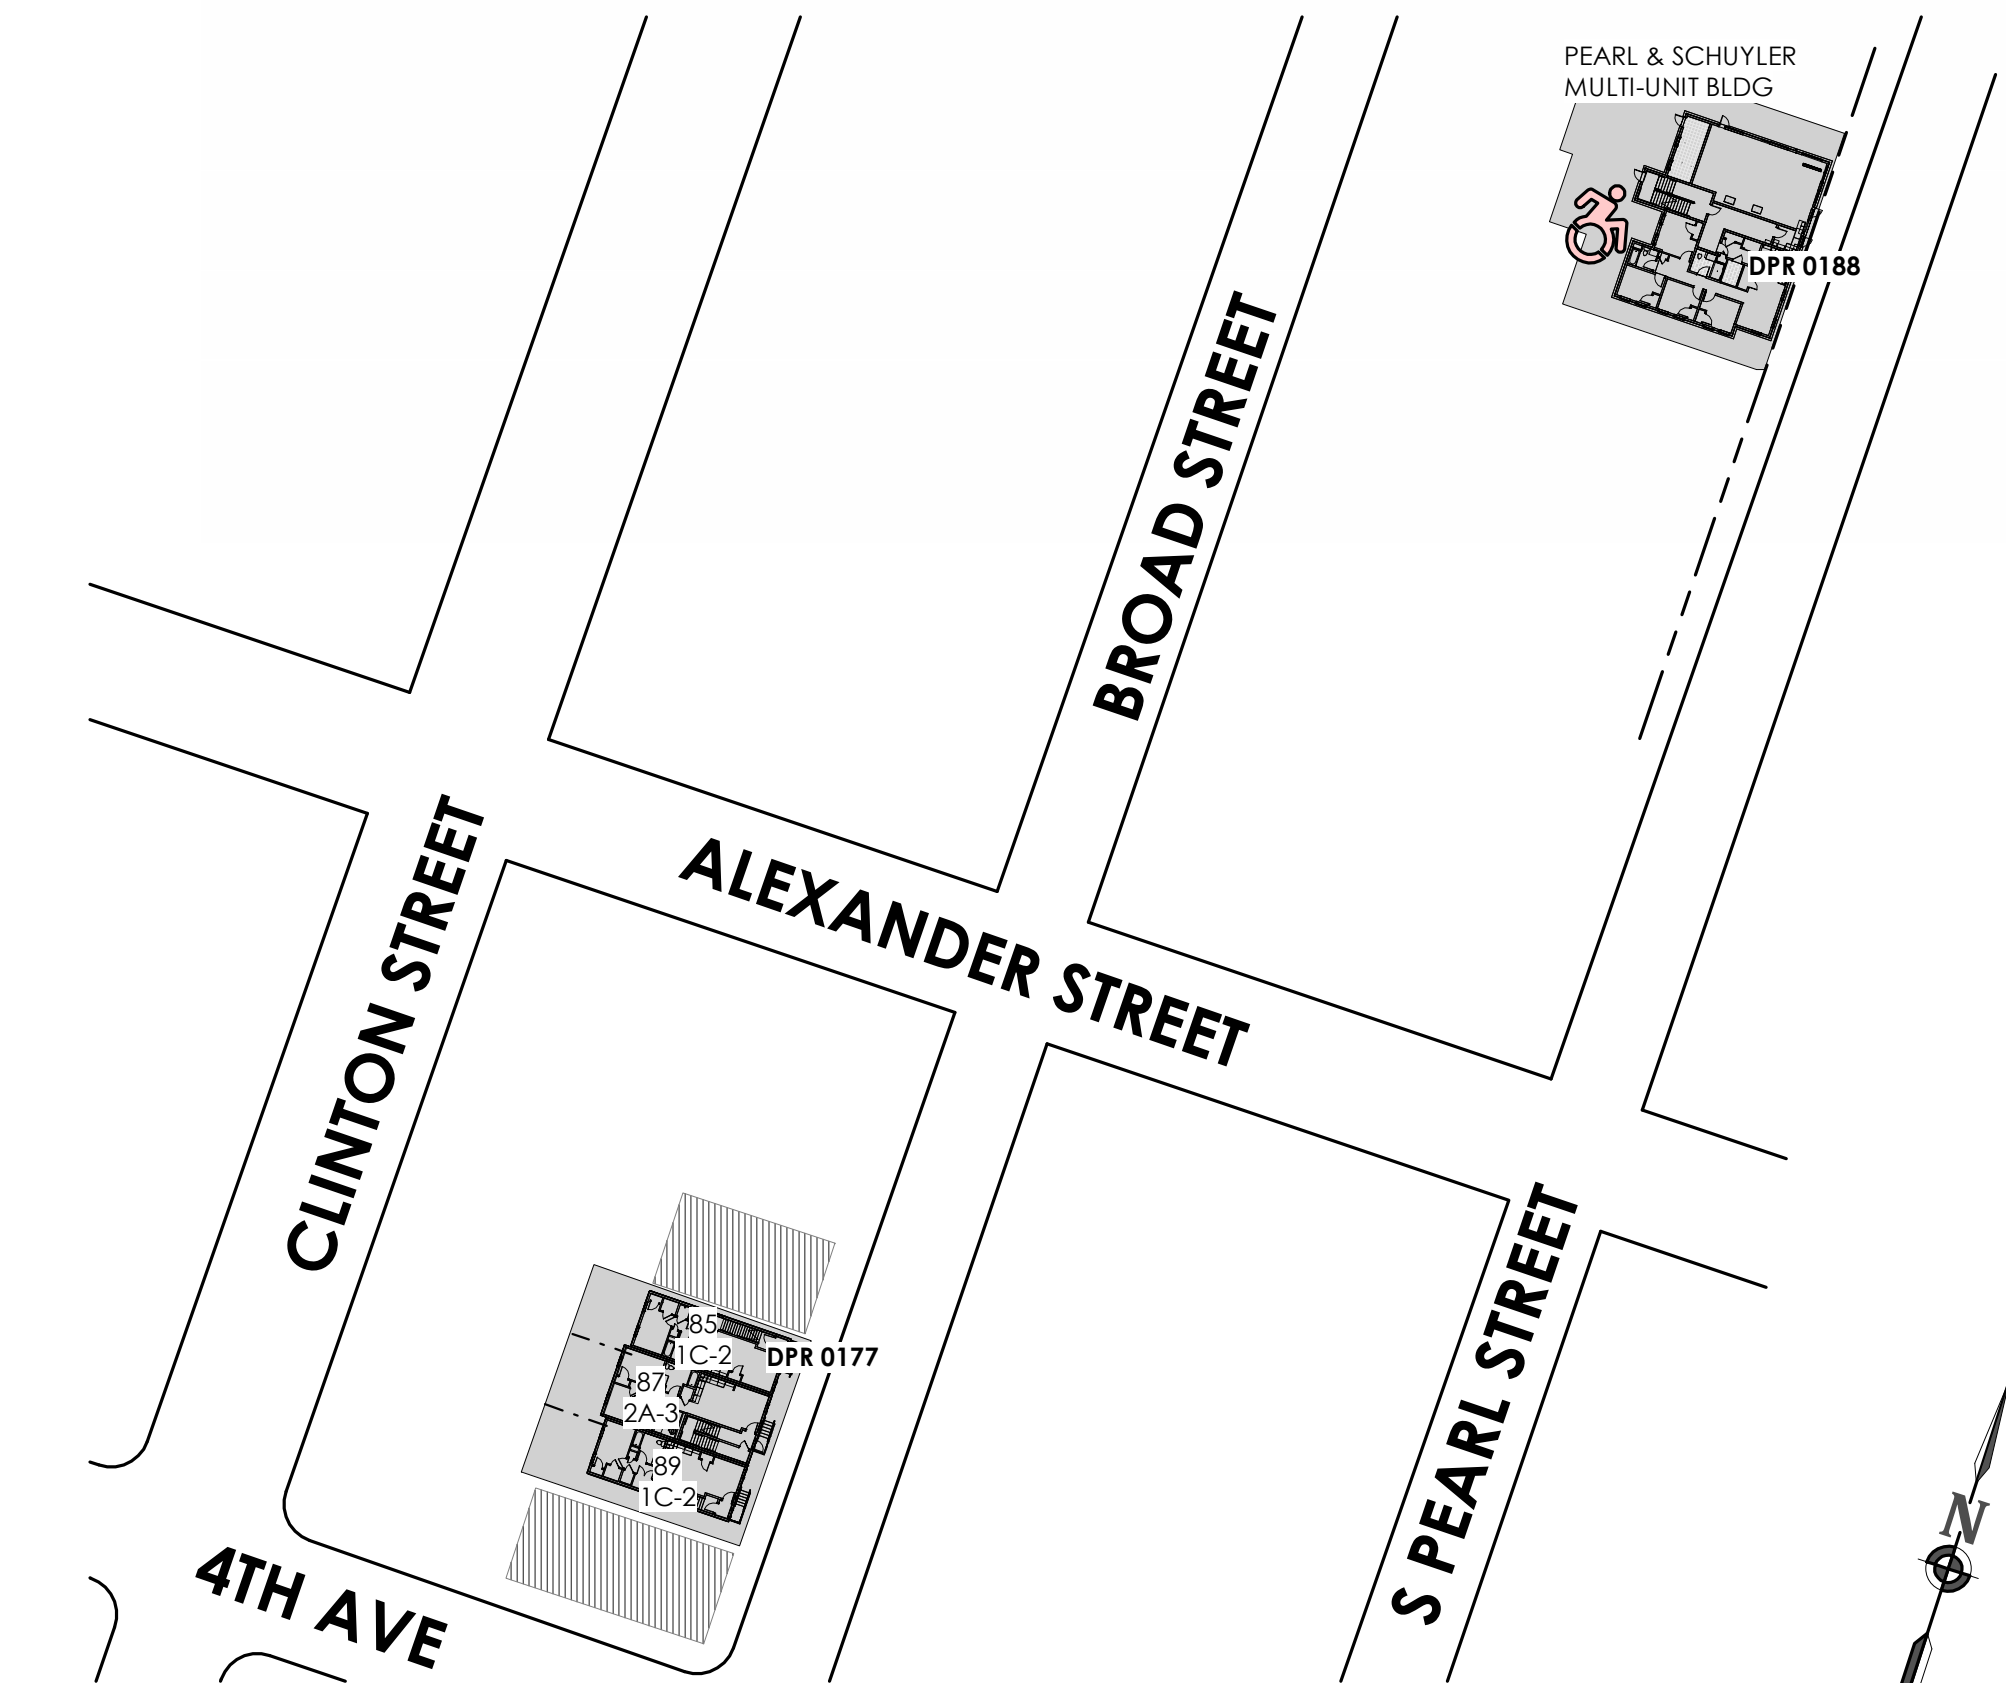 PEARL & SCHUYLER
MULTI-UNIT BLDG
DPR 0188
BROAD STREET
ALEXANDER STREET
CLINTON STREET
85
1C-2
DPR 0177
87
2A-3
89
1C-2
S PEARL STREET
4TH AVE
N